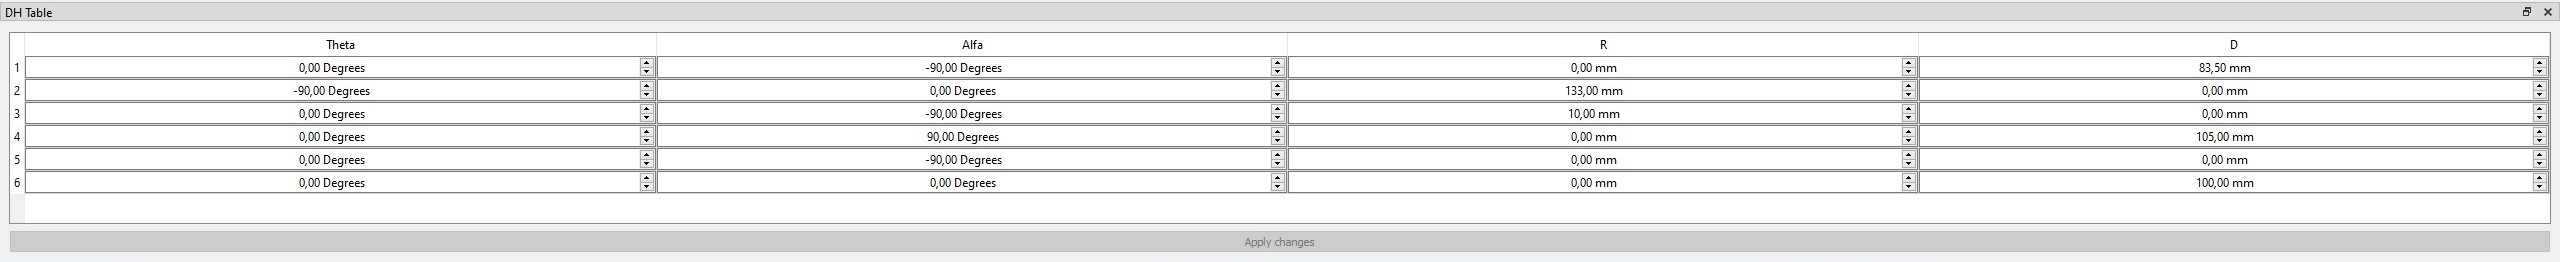 DH Table
Theta Alfa R D
1 0,00 Degrees -90,00 Degrees 0,00 mm 83,50 mm
2 -90,00 Degrees 0,00 Degrees 133,00 mm 0,00 mm
3 0,00 Degrees -90,00 Degrees 10,00 mm 0,00 mm
4 0,00 Degrees 90,00 Degrees 0,00 mm 105,00 mm
5 0,00 Degrees -90,00 Degrees 0,00 mm 0,00 mm
6 0,00 Degrees 0,00 Degrees 0,00 mm 100,00 mm
Apply changes